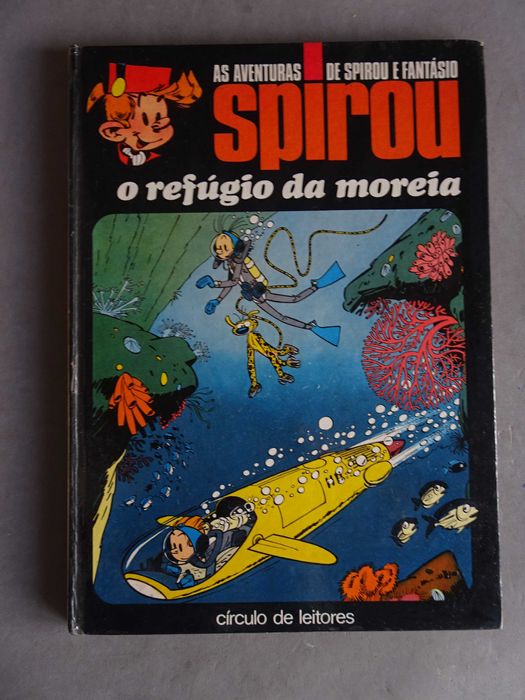 AS AVENTURAS DE SPIROU E FANTÁSIO
spirou
o refúgio da moreia
círculo de leitores